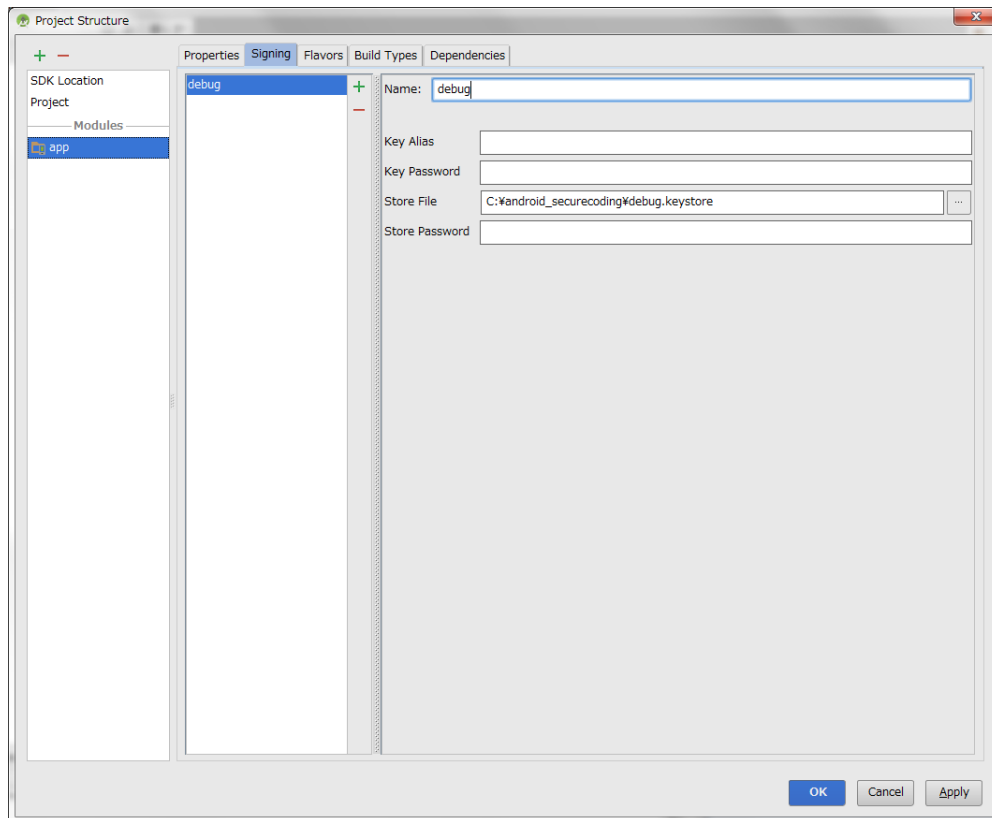 Project Structure
Properties Signing Flavors Build Types Dependencies
SDK Location
Project
Modules
app
debug
Name: debug
Key Alias
Key Password
Store File C:¥android_securecoding¥debug.keystore ...
Store Password
OK Cancel Apply